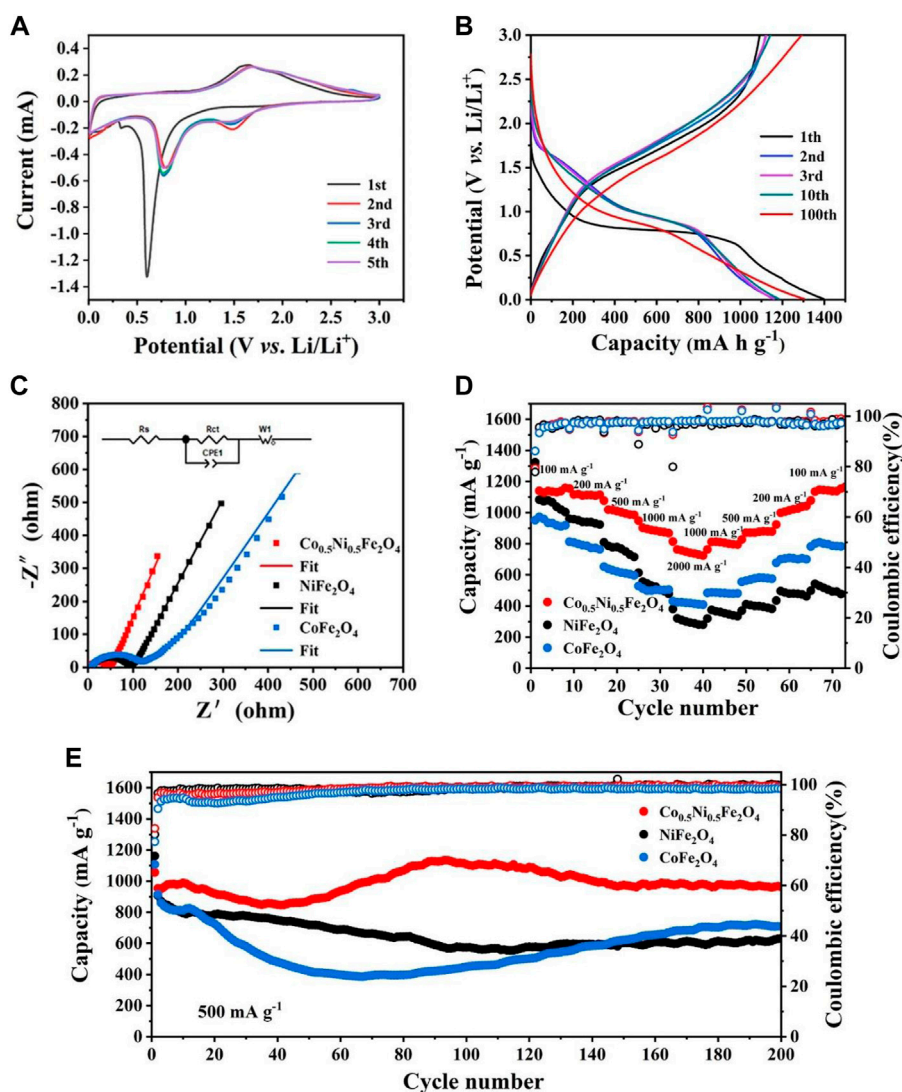 A
0.4
0.2
0.0
-0.2
-0.4
-0.6
-0.8
-1.0
-1.2
-1.4
Current (mA)
1st
2nd
3rd
4th
5th
0.0 0.5 1.0 1.5 2.0 2.5 3.0
Potential (V vs. Li/Li⁺)
B
3.0
2.5
2.0
1.5
1.0
0.5
0.0
Potential (V vs. Li/Li⁺)
1th
2nd
3rd
10th
100th
0 200 400 600 800 1000 1200 1400
Capacity (mA h g⁻¹)
C
800
700
600
500
400
300
200
100
0
-Z″ (ohm)
Rs Rct W1
CPE1
Co₀.₅Ni₀.₅Fe₂O₄
Fit
NiFe₂O₄
Fit
CoFe₂O₄
Fit
0 100 200 300 400 500 600 700
Z′ (ohm)
D
1600
1400
1200
1000
800
600
400
200
0
Capacity (mA g⁻¹)
100 mA g⁻¹
200 mA g⁻¹
500 mA g⁻¹
1000 mA g⁻¹
2000 mA g⁻¹
1000 mA g⁻¹
500 mA g⁻¹
200 mA g⁻¹
100 mA g⁻¹
Co₀.₅Ni₀.₅Fe₂O₄
NiFe₂O₄
CoFe₂O₄
100
80
60
40
20
0
Coulombic efficiency(%)
0 10 20 30 40 50 60 70
Cycle number
E
1600
1400
1200
1000
800
600
400
200
0
Capacity (mA g⁻¹)
Co₀.₅Ni₀.₅Fe₂O₄
NiFe₂O₄
CoFe₂O₄
500 mA g⁻¹
100
80
60
40
20
0
Coulombic efficiency(%)
0 20 40 60 80 100 120 140 160 180 200
Cycle number